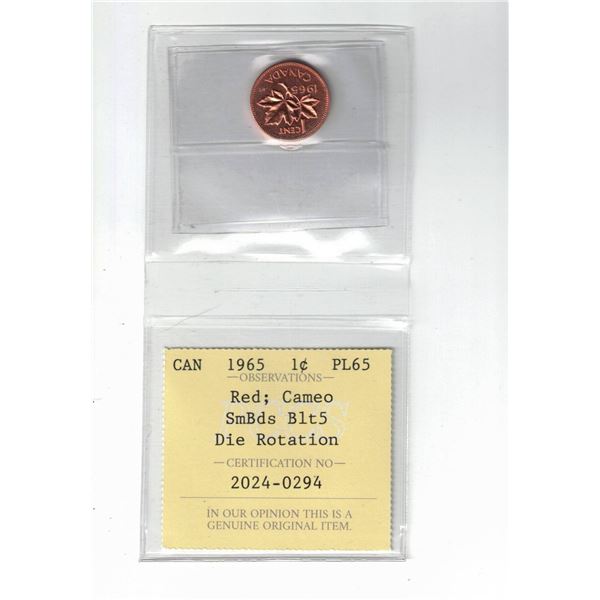 1 CENT
1965
CANADA
CAN 1965 1¢ PL65
OBSERVATIONS
Red; Cameo
SmBds Blt5
Die Rotation
CERTIFICATION NO
2024-0294
IN OUR OPINION THIS IS A
GENUINE ORIGINAL ITEM.